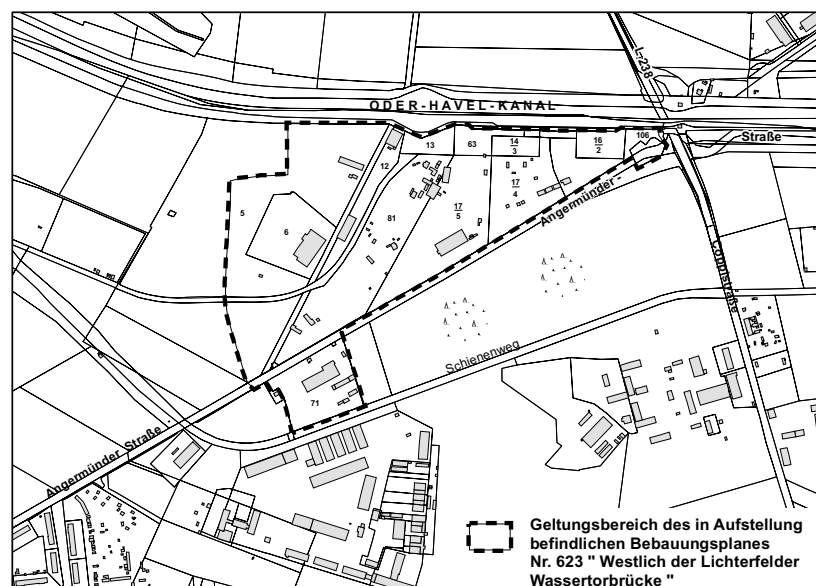 L 238
ODER-HAVEL-KANAL
Straße
106
16
2
14
3
63
13
12
17
4
Angermünder -
5
6
81
17
5
Coppistraße
Schienenweg
71
Angermünder Straße
Geltungsbereich des in Aufstellung
befindlichen Bebauungsplanes
Nr. 623 " Westlich der Lichterfelder
Wassertorbrücke "